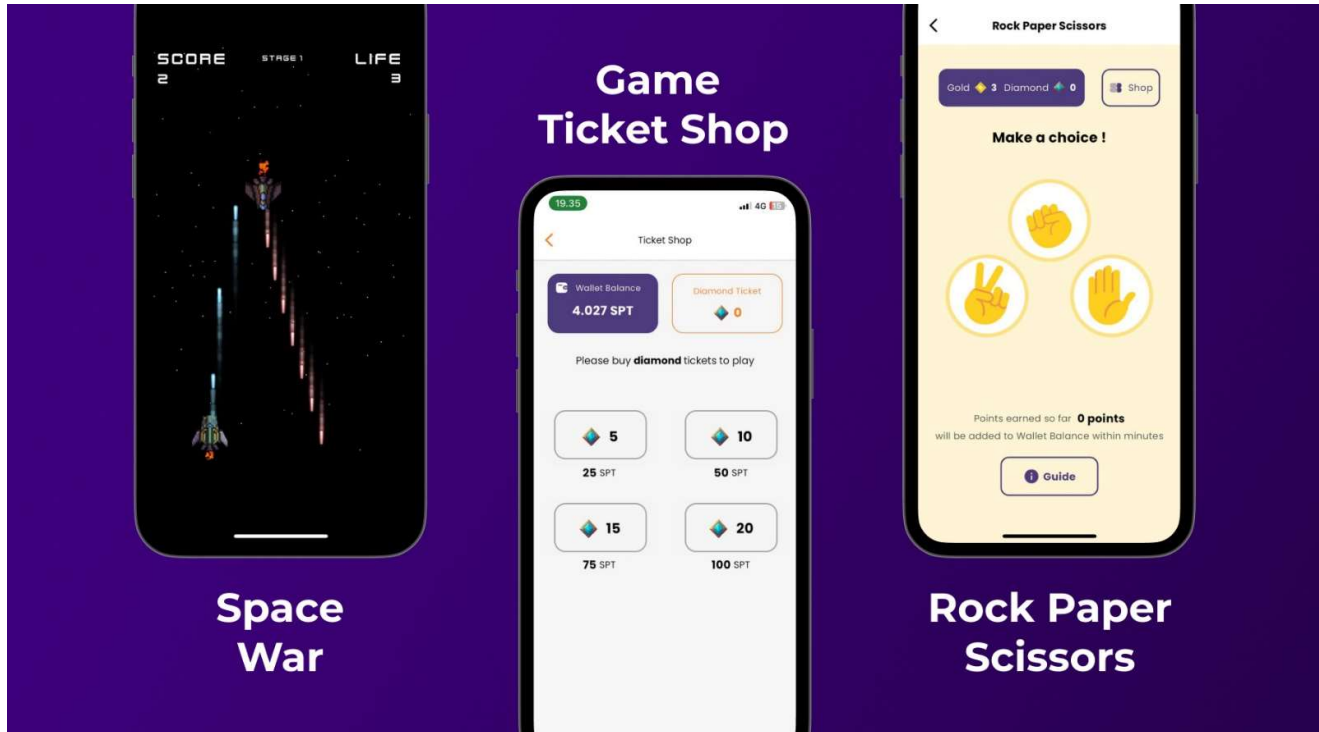 SCORE STAGE 1 LIFE
2 3
Space
War
Game
Ticket Shop
19.35 4G 15
Ticket Shop
Wallet Balance
4.027 SPT
Diamond Ticket
0
Please buy diamond tickets to play
5 10
25 SPT 50 SPT
15 20
75 SPT 100 SPT
Rock Paper Scissors
Gold 3 Diamond 0 Shop
Make a choice !
Points earned so far 0 points
will be added to Wallet Balance within minutes
Guide
Rock Paper
Scissors